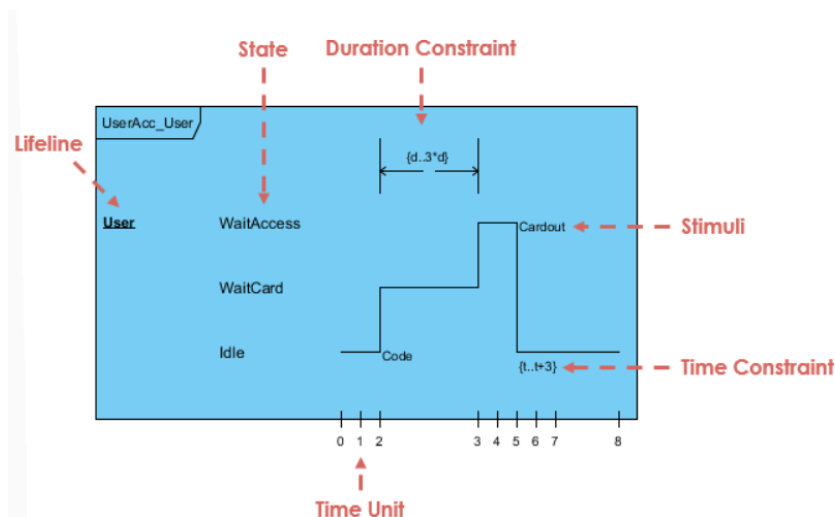 State
Duration Constraint
UserAcc_User
Lifeline
{d..3*d}
User
WaitAccess
Cardout
Stimuli
WaitCard
Idle
Code
{t..t+3}
Time Constraint
0 1 2 3 4 5 6 7 8
Time Unit